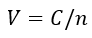 V = C/n